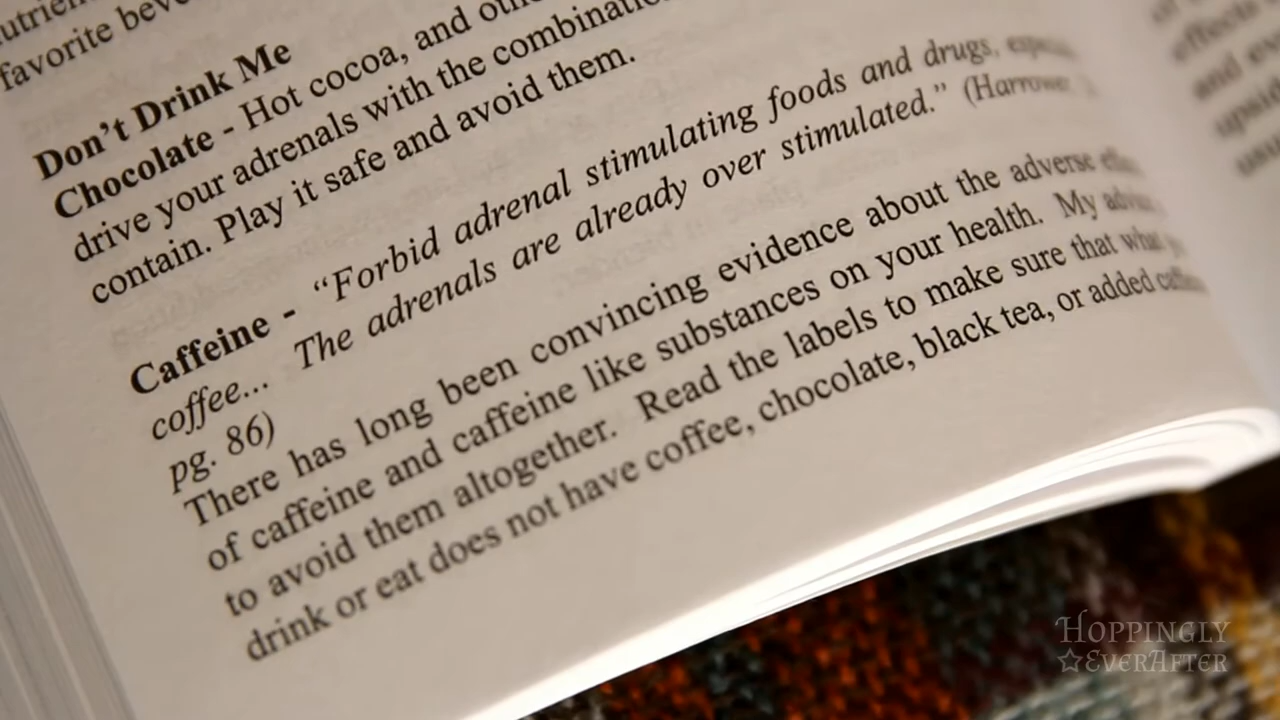 favorite
Don't Drink Me
Chocolate - Hot cocoa, and
drive your adrenals with the
contain. Play it safe and avoid them.
Caffeine - “Forbid adrenal stimulating foods and drugs,
coffee... The adrenals are already over stimulated.” (Harrower,
pg. 86)
There has long been convincing evidence about the adverse
of caffeine and caffeine like substances on your health. My
to avoid them altogether. Read the labels to make sure that what
drink or eat does not have coffee, chocolate, black tea, or added
effects
and
HOPPINGLY
☆EVERAFTER